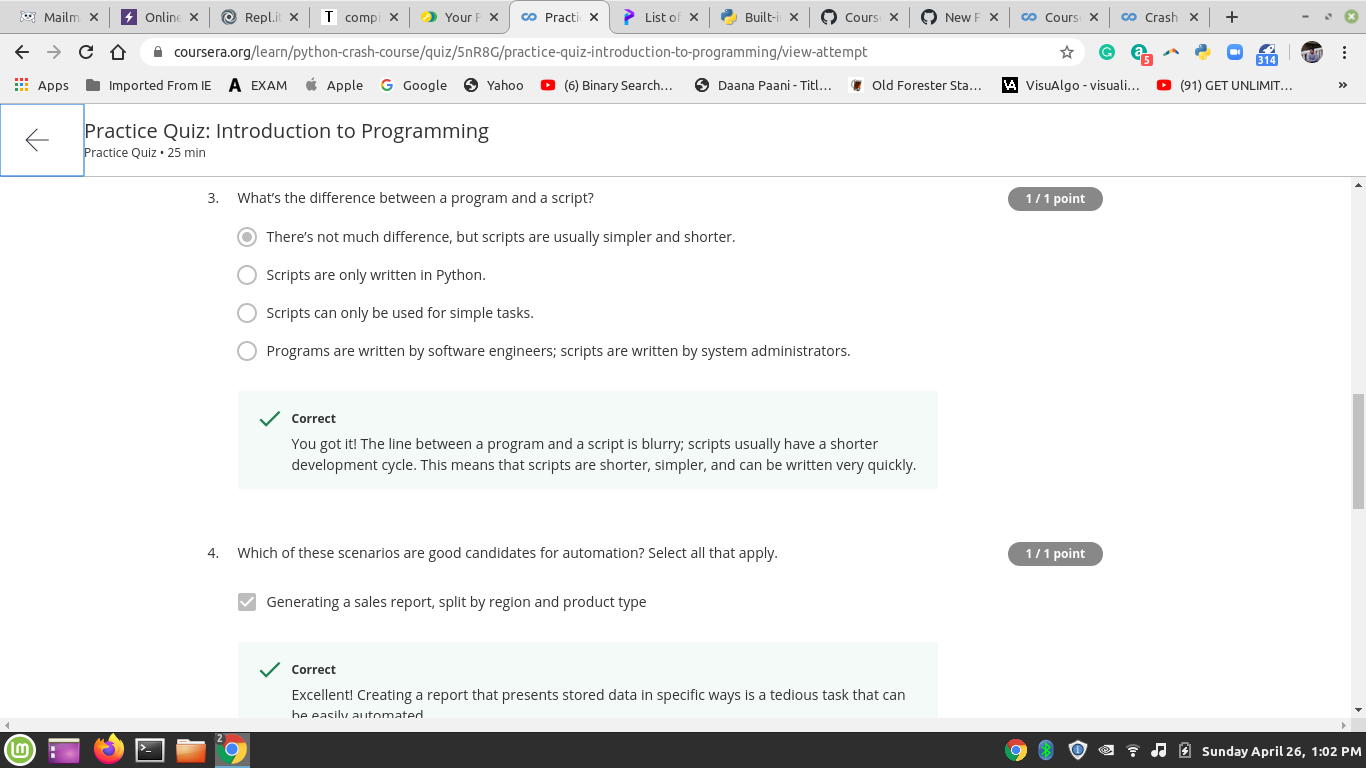 Mailm
Online
Repl.i
T compl
Your F
Practi
List of
Built-i
Cours
New F
Cours
Crash
coursera.org/learn/python-crash-course/quiz/5nR8G/practice-quiz-introduction-to-programming/view-attempt
5
314
Apps Imported From IE EXAM Apple Google Yahoo (6) Binary Search... Daana Paani - Titl... Old Forester Sta... VisuAlgo - visuali... (91) GET UNLIMIT... »
Practice Quiz: Introduction to Programming
Practice Quiz • 25 min
3. What’s the difference between a program and a script? 1 / 1 point
There’s not much difference, but scripts are usually simpler and shorter.
Scripts are only written in Python.
Scripts can only be used for simple tasks.
Programs are written by software engineers; scripts are written by system administrators.
Correct
You got it! The line between a program and a script is blurry; scripts usually have a shorter
development cycle. This means that scripts are shorter, simpler, and can be written very quickly.
4. Which of these scenarios are good candidates for automation? Select all that apply. 1 / 1 point
Generating a sales report, split by region and product type
Correct
Excellent! Creating a report that presents stored data in specific ways is a tedious task that can
be easily automated
2
Sunday April 26, 1:02 PM